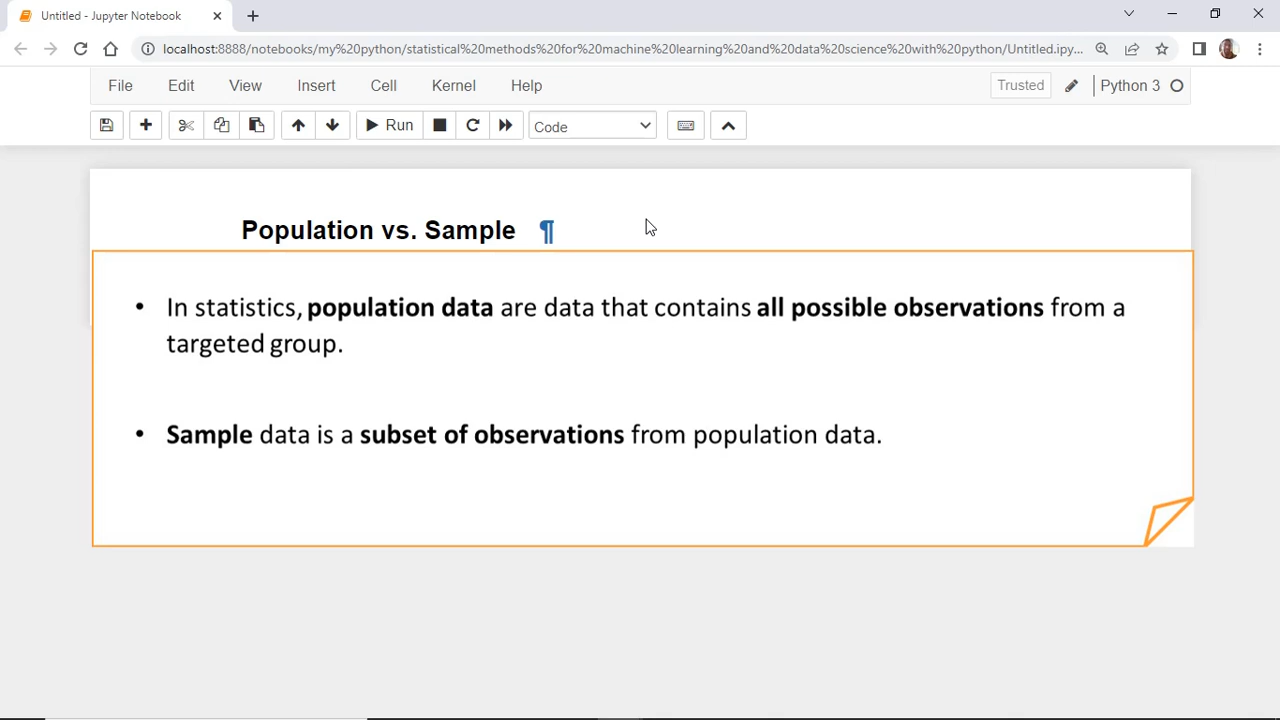 Untitled - Jupyter Notebook
localhost:8888/notebooks/my%20python/statistical%20methods%20for%20machine%20learning%20and%20data%20science%20with%20python/Untitled.ipy...
File Edit View Insert Cell Kernel Help Trusted Python 3
Run Code
Population vs. Sample ¶
• In statistics, population data are data that contains all possible observations from a
targeted group.
• Sample data is a subset of observations from population data.